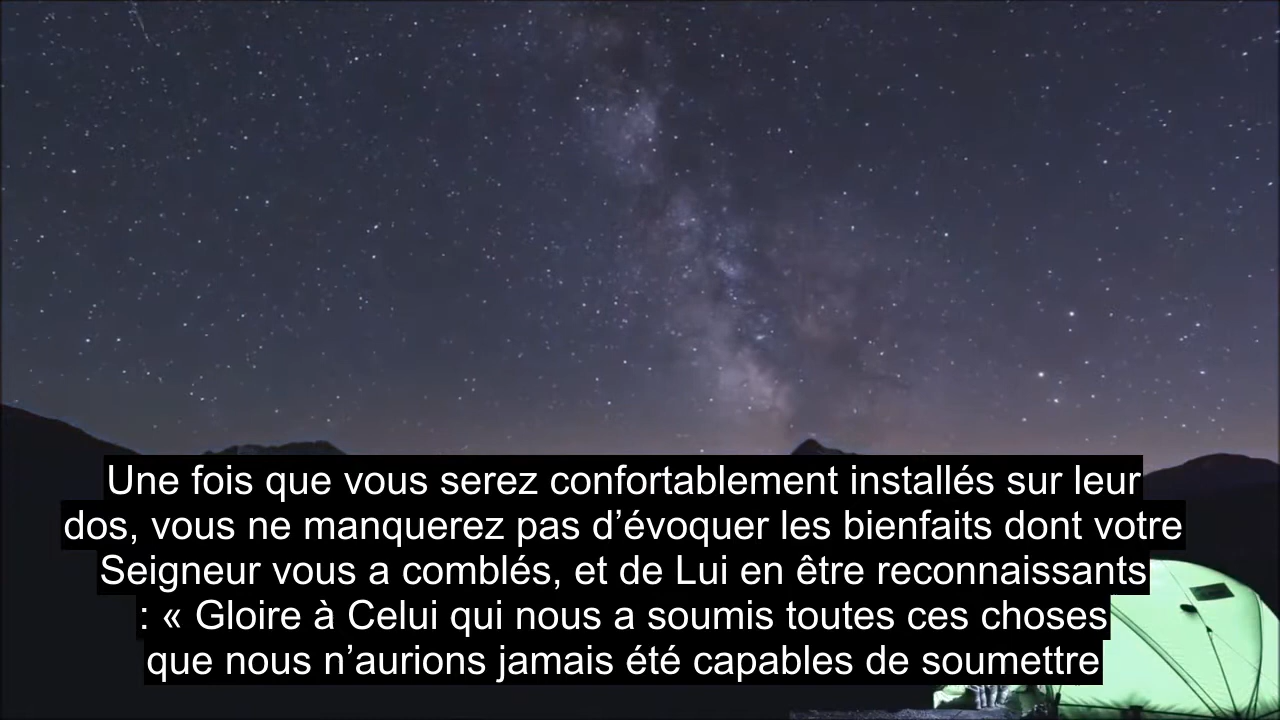 Une fois que vous serez confortablement installés sur leur
dos, vous ne manquerez pas d’évoquer les bienfaits dont votre
Seigneur vous a comblés, et de Lui en être reconnaissants
: « Gloire à Celui qui nous a soumis toutes ces choses
que nous n’aurions jamais été capables de soumettre